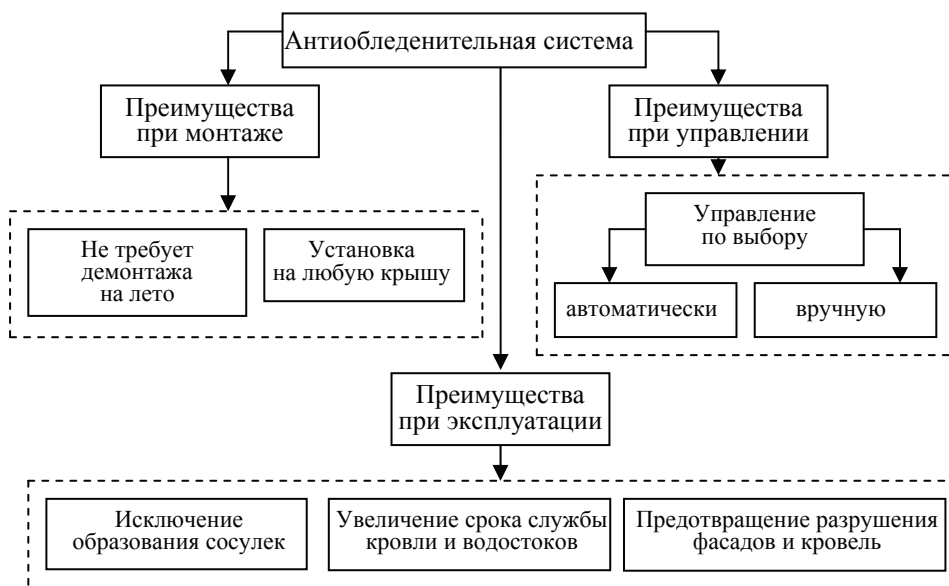 Антиобледенительная система
Преимущества
при монтаже
Преимущества
при управлении
Не требует
демонтажа
на лето
Установка
на любую крышу
Управление
по выбору
автоматически
вручную
Преимущества
при эксплуатации
Исключение
образования сосулек
Увеличение срока службы
кровли и водостоков
Предотвращение разрушения
фасадов и кровель